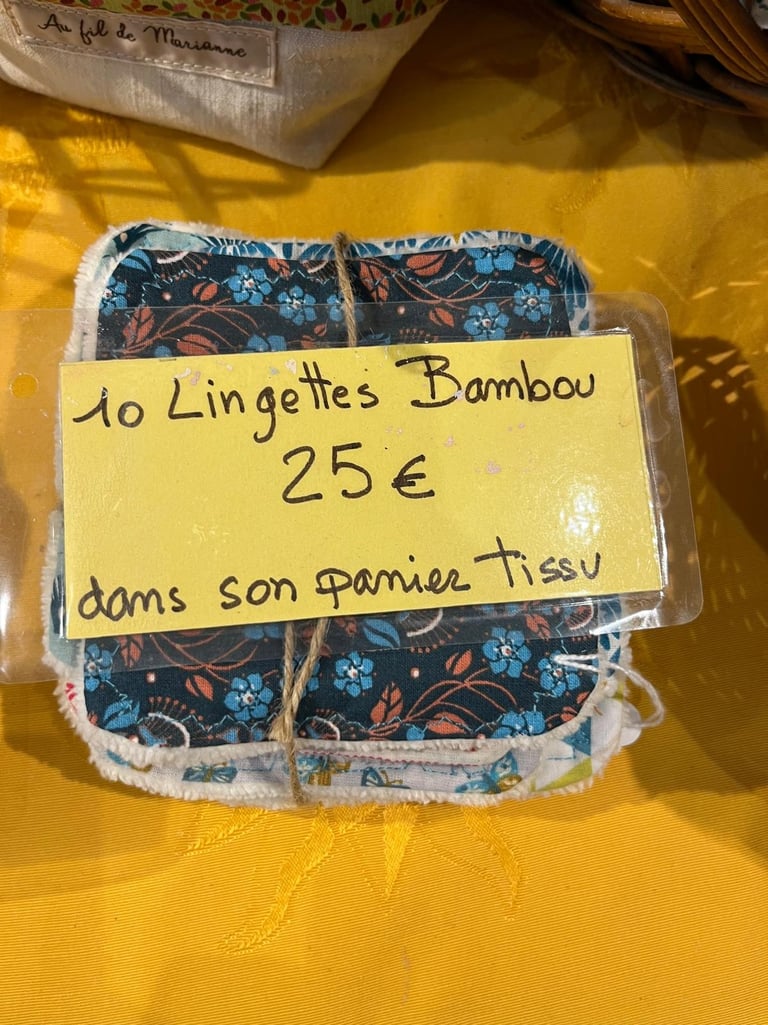 Au fil de Marianne
10 Lingettes Bambou
25 €
dans son panier tissu